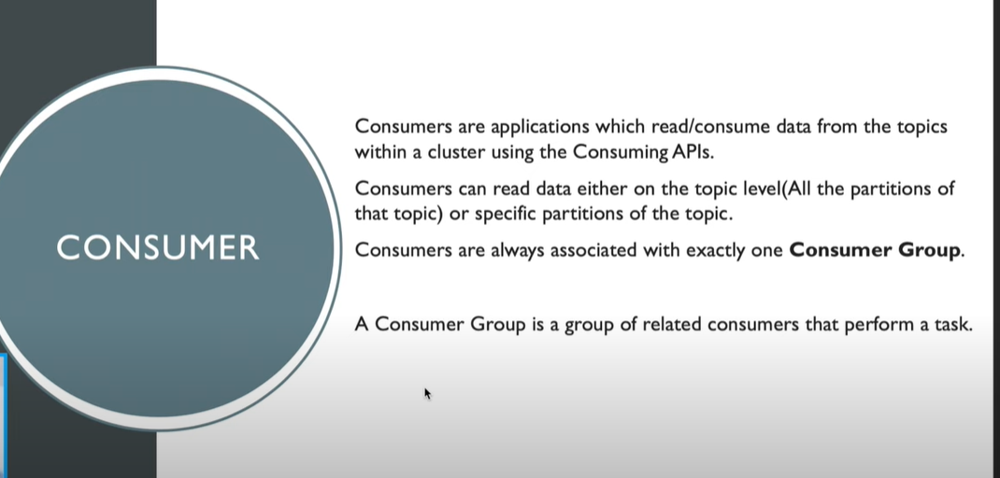 CONSUMER
Consumers are applications which read/consume data from the topics
within a cluster using the Consuming APIs.
Consumers can read data either on the topic level(All the partitions of
that topic) or specific partitions of the topic.
Consumers are always associated with exactly one Consumer Group.
A Consumer Group is a group of related consumers that perform a task.